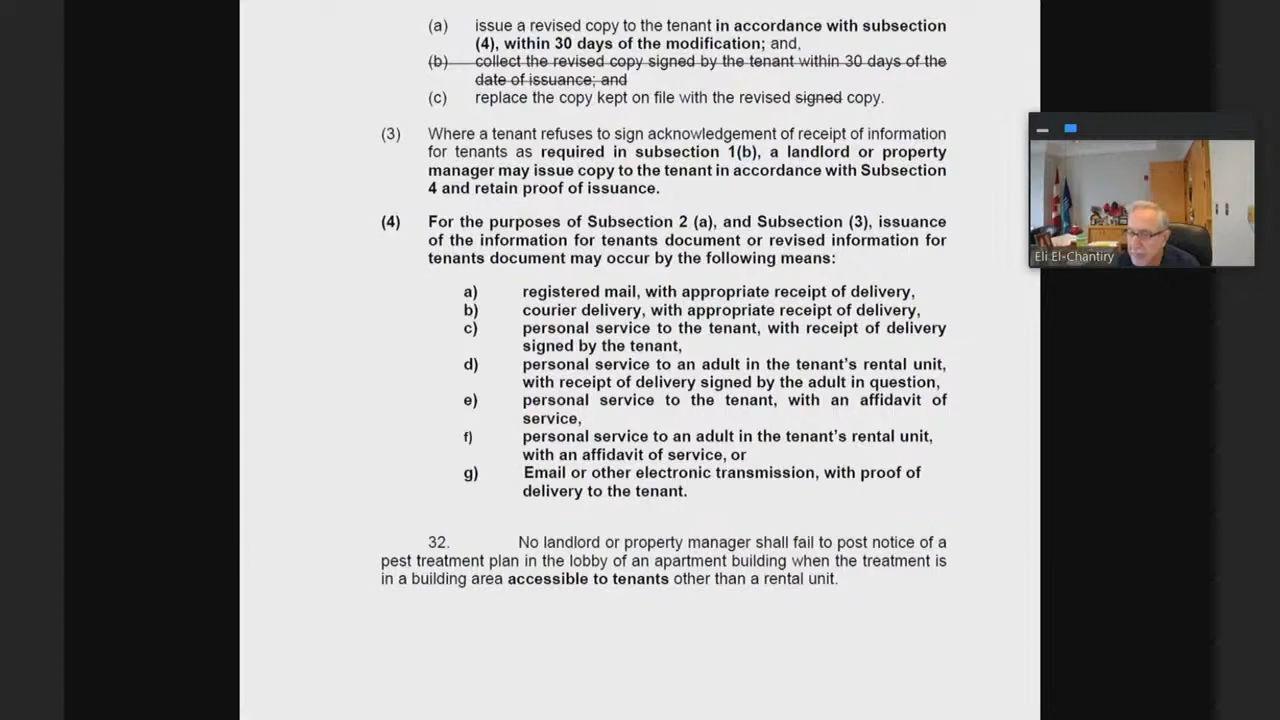 (a) issue a revised copy to the tenant in accordance with subsection
(4), within 30 days of the modification; and,
(b) collect the revised copy signed by the tenant within 30 days of the
date of issuance; and
(c) replace the copy kept on file with the revised signed copy.
(3) Where a tenant refuses to sign acknowledgement of receipt of information
for tenants as required in subsection 1(b), a landlord or property
manager may issue copy to the tenant in accordance with Subsection
4 and retain proof of issuance.
(4) For the purposes of Subsection 2 (a), and Subsection (3), issuance
of the information for tenants document or revised information for
tenants document may occur by the following means:
a) registered mail, with appropriate receipt of delivery,
b) courier delivery, with appropriate receipt of delivery,
c) personal service to the tenant, with receipt of delivery
signed by the tenant,
d) personal service to an adult in the tenant's rental unit,
with receipt of delivery signed by the adult in question,
e) personal service to the tenant, with an affidavit of
service,
f) personal service to an adult in the tenant's rental unit,
with an affidavit of service, or
g) Email or other electronic transmission, with proof of
delivery to the tenant.
32. No landlord or property manager shall fail to post notice of a
pest treatment plan in the lobby of an apartment building when the treatment is
in a building area accessible to tenants other than a rental unit.
Eli El-Chantiry